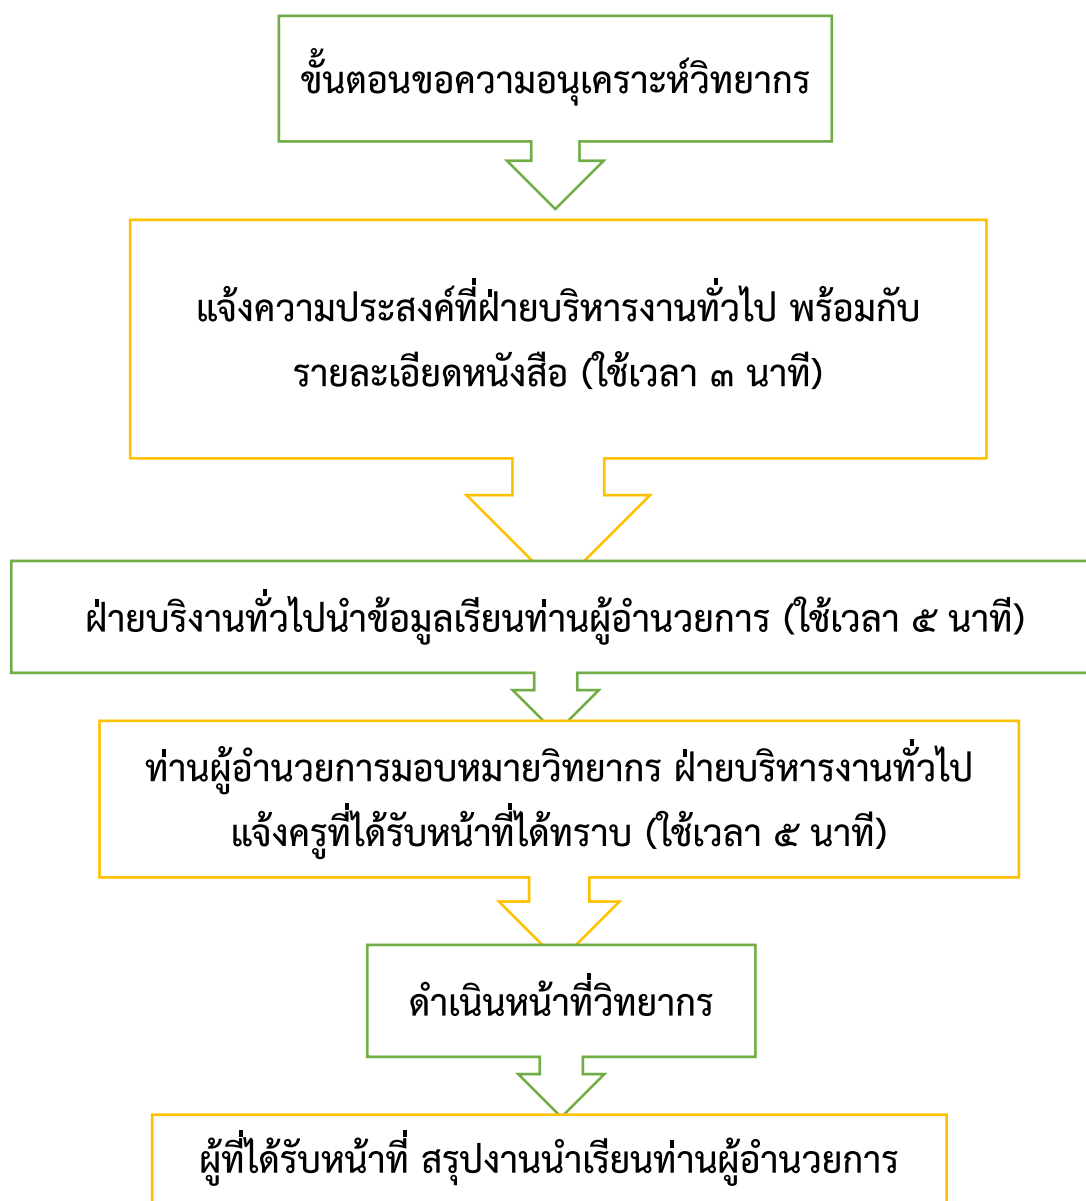 ขั้นตอนขอความอนุเคราะห์วิทยากร
แจ้งความประสงค์ที่ฝ่ายบริหารงานทั่วไป พร้อมกับ
รายละเอียดหนังสือ (ใช้เวลา ๓ นาที)
ฝ่ายบริงานทั่วไปนำข้อมูลเรียนท่านผู้อำนวยการ (ใช้เวลา ๕ นาที)
ท่านผู้อำนวยการมอบหมายวิทยากร ฝ่ายบริหารงานทั่วไป
แจ้งครูที่ได้รับหน้าที่ได้ทราบ (ใช้เวลา ๕ นาที)
ดำเนินหน้าที่วิทยากร
ผู้ที่ได้รับหน้าที่ สรุปงานนำเรียนท่านผู้อำนวยการ